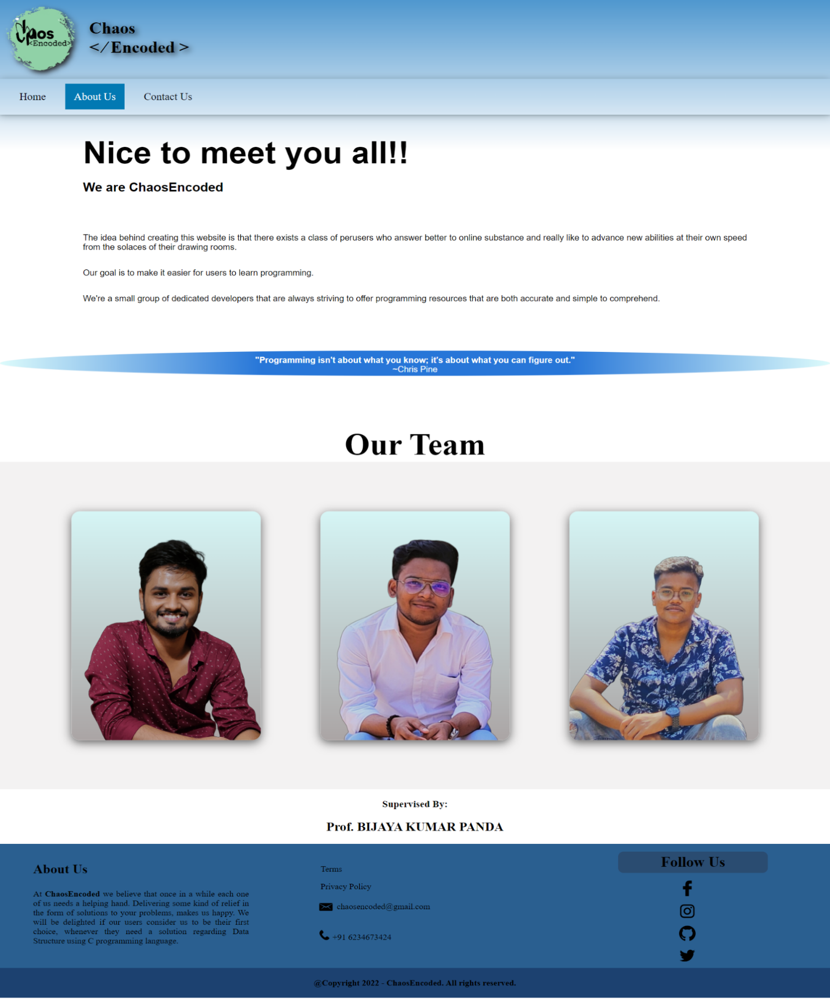 Chaos
<Encoded>
Chaos
</Encoded >
Home
About Us
Contact Us
Nice to meet you all!!
We are ChaosEncoded
The idea behind creating this website is that there exists a class of perusers who answer better to online substance and really like to advance new abilities at their own speed
from the solaces of their drawing rooms.
Our goal is to make it easier for users to learn programming.
We're a small group of dedicated developers that are always striving to offer programming resources that are both accurate and simple to comprehend.
"Programming isn't about what you know; it's about what you can figure out."
~Chris Pine
Our Team
Supervised By:
Prof. BIJAYA KUMAR PANDA
About Us
At ChaosEncoded we believe that once in a while each one
of us needs a helping hand. Delivering some kind of relief in
the form of solutions to your problems, makes us happy. We
will be delighted if our users consider us to be their first
choice, whenever they need a solution regarding Data
Structure using C programming language.
Terms
Privacy Policy
chaosencoded@gmail.com
+91 6234673424
Follow Us
@Copyright 2022 - ChaosEncoded. All rights reserved.